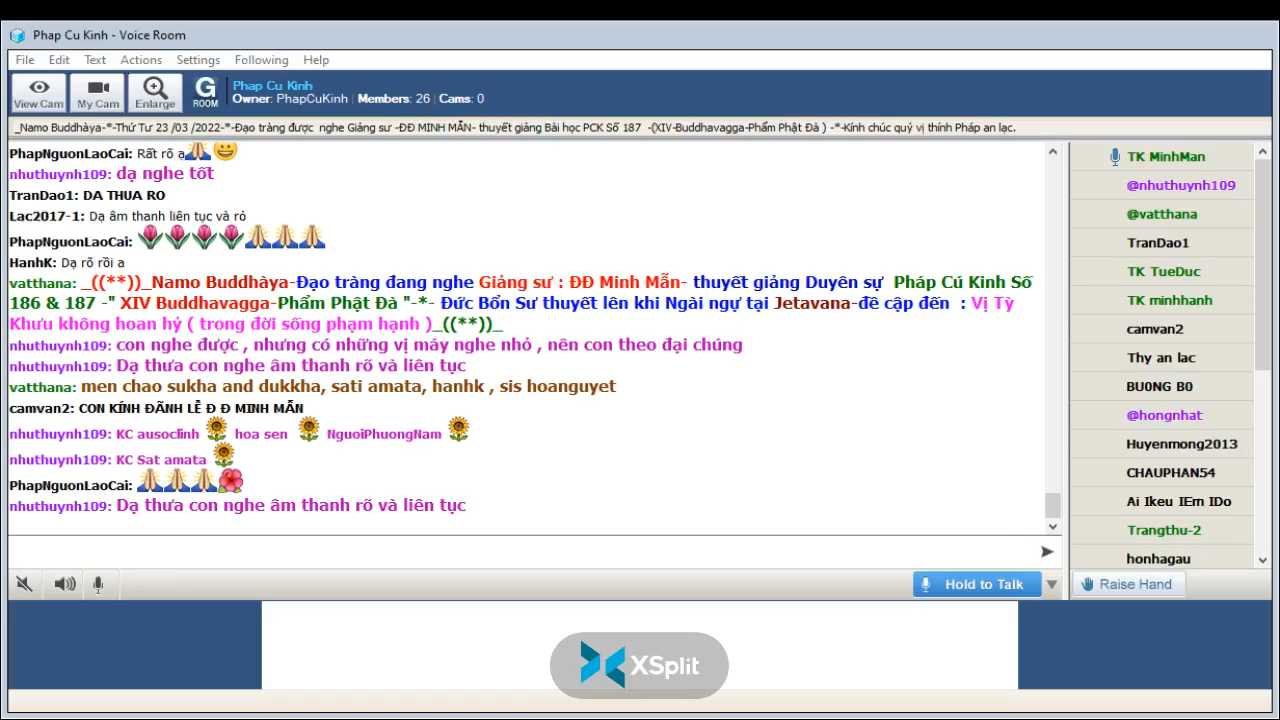 Phap Cu Kinh - Voice Room
File Edit Text Actions Settings Following Help
View Cam My Cam Enlarge G ROOM
Phap Cu Kinh
Owner: PhapCuKinh | Members: 26 | Cams: 0
_Namo Buddhàya-*-Thứ Tư 23 /03 /2022-*-Đạo tràng được nghe Giảng sư -ĐĐ MINH MẪN- thuyết giảng Bài học PCK Số 187 -(XIV-Buddhavagga-Phẩm Phật Đà ) -*-Kính chúc quý vị thính Pháp an lạc.
PhapNguonLaoCai: Rất rõ ạ
nhuthuynh109: dạ nghe tốt
TranDao1: DA THUA RO
Lac2017-1: Dạ âm thanh liên tục và rỏ
PhapNguonLaoCai:
HanhK: Dạ rõ rồi a
vatthana: _((**))_Namo Buddhàya-Đạo tràng đang nghe Giảng sư : ĐĐ Minh Mẫn- thuyết giảng Duyên sự Pháp Cú Kinh Số
186 & 187 -" XIV Buddhavagga-Phẩm Phật Đà "-*- Đức Bổn Sư thuyết lên khi Ngài ngự tại Jetavana-đề cập đến : Vị Tỳ
Khưu không hoan hỷ ( trong đời sống phạm hạnh )_((**))_
nhuthuynh109: con nghe được , nhưng có những vị máy nghe nhỏ , nên con theo đại chúng
nhuthuynh109: Dạ thưa con nghe âm thanh rõ và liên tục
vatthana: men chao sukha and dukkha, sati amata, hanhk , sis hoanguyet
camvan2: CON KÍNH ĐÃNH LỄ Đ Đ MINH MẪN
nhuthuynh109: KC ausoclinh hoa sen NguoiPhuongNam
nhuthuynh109: KC Sat amata
PhapNguonLaoCai:
nhuthuynh109: Dạ thưa con nghe âm thanh rõ và liên tục
Hold to Talk
TK MinhMan
@nhuthuynh109
@vatthana
TranDao1
TK TueDuc
TK minhhanh
camvan2
Thy an lac
BU0NG B0
@hongnhat
Huyenmong2013
CHAUPHAN54
Ai Ikeu IEm IDo
Trangthu-2
honhagau
Raise Hand
XSplit